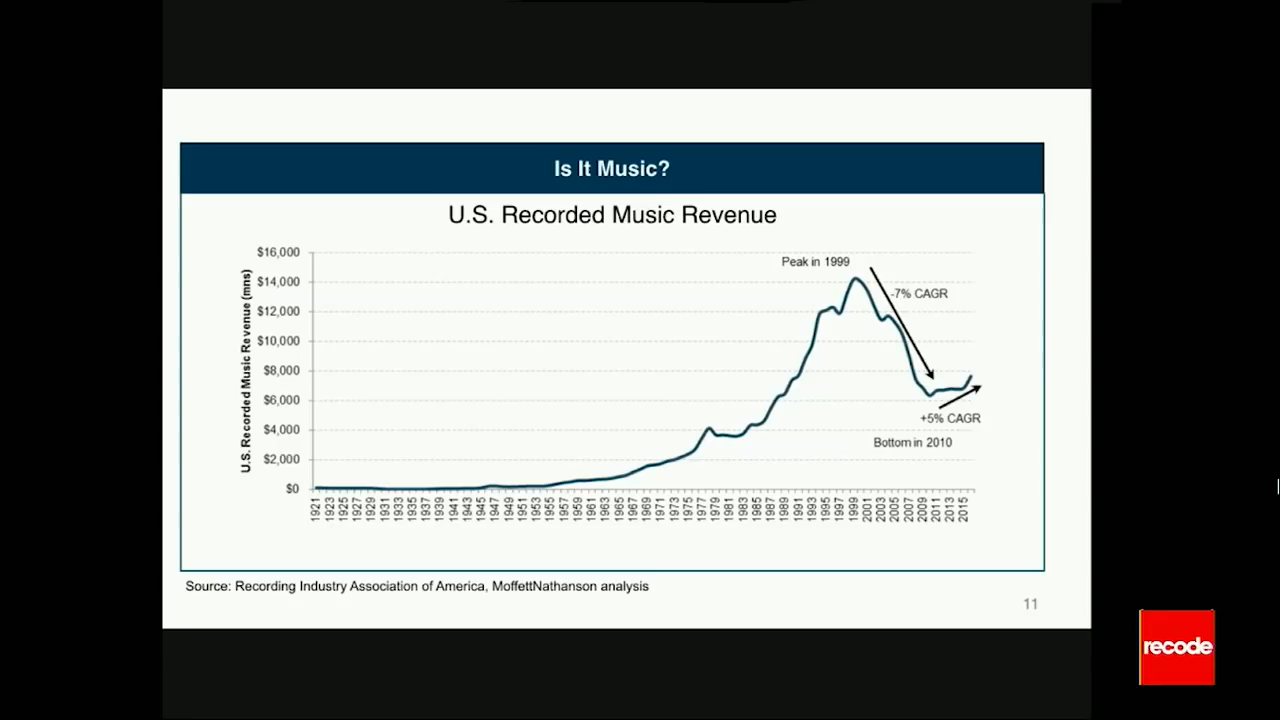 Is It Music?
U.S. Recorded Music Revenue
U.S. Recorded Music Revenue (mns)
$16,000
$14,000
$12,000
$10,000
$8,000
$6,000
$4,000
$2,000
$0
Peak in 1999
-7% CAGR
+5% CAGR
Bottom in 2010
1921 1923 1925 1927 1929 1931 1933 1935 1937 1939 1941 1943 1945 1947 1949 1951 1953 1955 1957 1959 1961 1963 1965 1967 1969 1971 1973 1975 1977 1979 1981 1983 1985 1987 1989 1991 1993 1995 1997 1999 2001 2003 2005 2007 2009 2011 2013 2015
Source: Recording Industry Association of America, MoffettNathanson analysis
11
recode